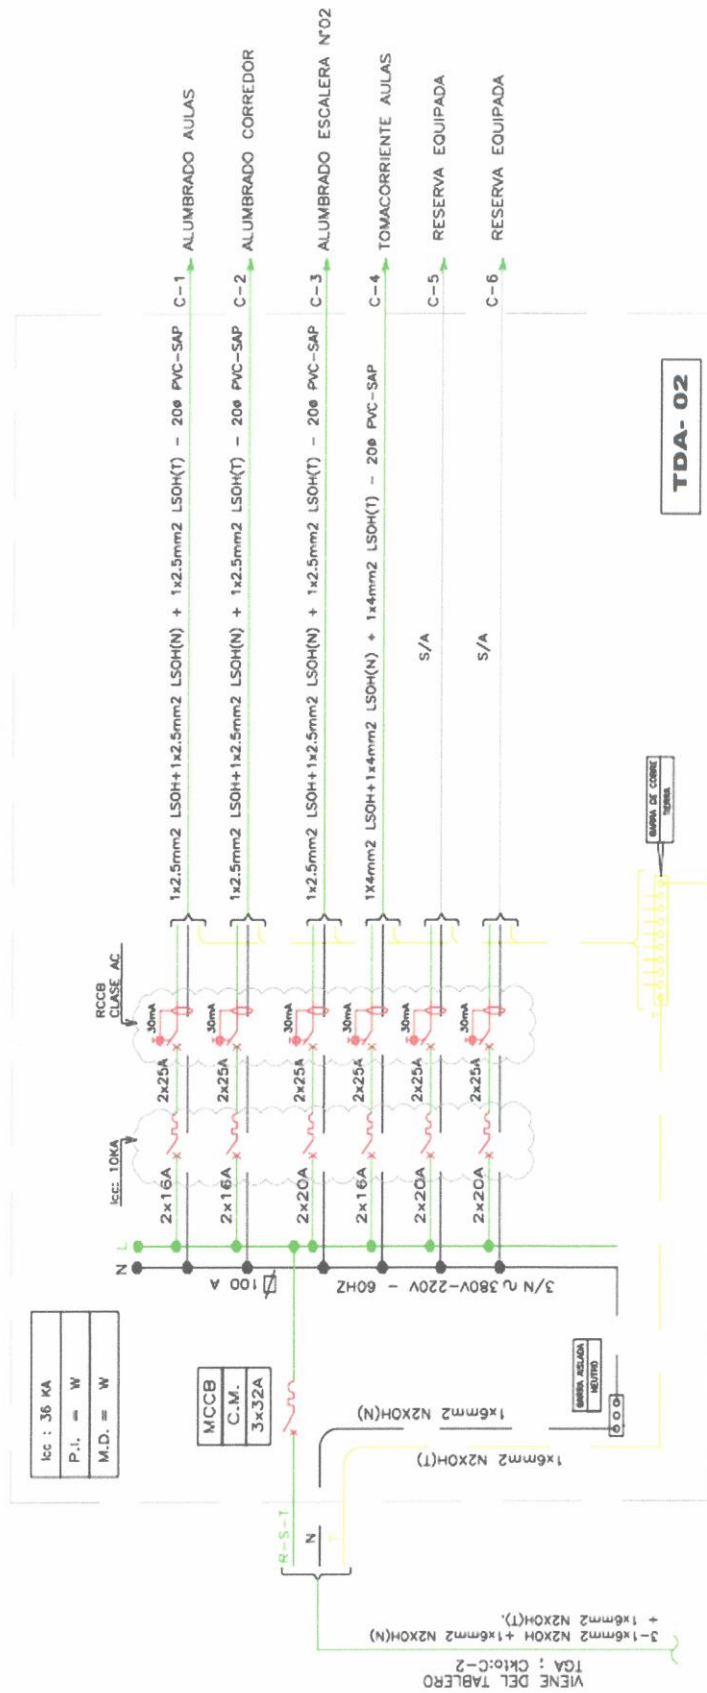 Icc : 36 KA
P.I. = W
M.D. = W
MCCB
C.M.
3x32A
R-S-T
N
T
VIENE DEL TABLERO
TGA ; Ckto:C-2
3-1x6mm2 N2XOH +1x6mm2 N2XOH(N)
+ 1x6mm2 N2XOH(T).
1x6mm2 N2XOH(N)
1x6mm2 N2XOH(T)
BARRA AISLADA
NEUTRO
N
L
100 A
3/N ∿ 380V-220V - 60HZ
Icc: 10KA
RCCB
CLASE AC
2x16A 2x25A 30mA 1x2.5mm2 LSOH+1x2.5mm2 LSOH(N) + 1x2.5mm2 LSOH(T) - 20ø PVC-SAP C-1 ALUMBRADO AULAS
2x16A 2x25A 30mA 1x2.5mm2 LSOH+1x2.5mm2 LSOH(N) + 1x2.5mm2 LSOH(T) - 20ø PVC-SAP C-2 ALUMBRADO CORREDOR
2x20A 2x25A 30mA 1x2.5mm2 LSOH+1x2.5mm2 LSOH(N) + 1x2.5mm2 LSOH(T) - 20ø PVC-SAP C-3 ALUMBRADO ESCALERA N°02
2x16A 2x25A 30mA 1X4mm2 LSOH+1x4mm2 LSOH(N) + 1x4mm2 LSOH(T) - 20ø PVC-SAP C-4 TOMACORRIENTE AULAS
2x20A 2x25A 30mA S/A C-5 RESERVA EQUIPADA
2x20A 2x25A 30mA S/A C-6 RESERVA EQUIPADA
T
BARRA DE COBRE
TIERRA
TDA- 02